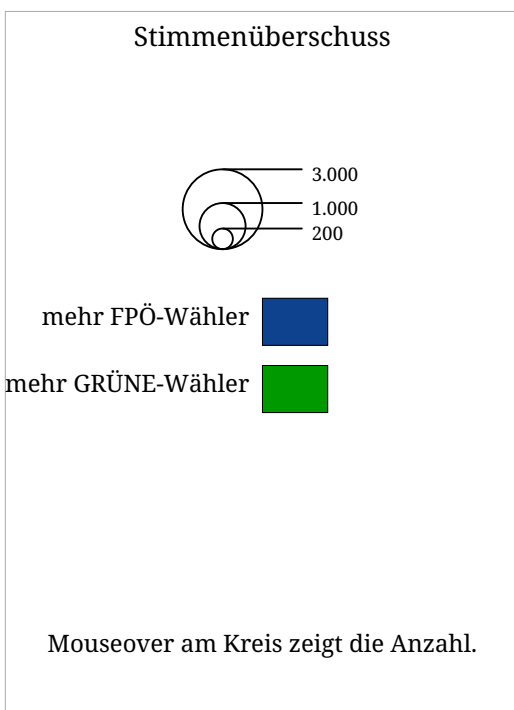 Stimmenüberschuss
3.000
1.000
200
mehr FPÖ-Wähler
mehr GRÜNE-Wähler
Mouseover am Kreis zeigt die Anzahl.